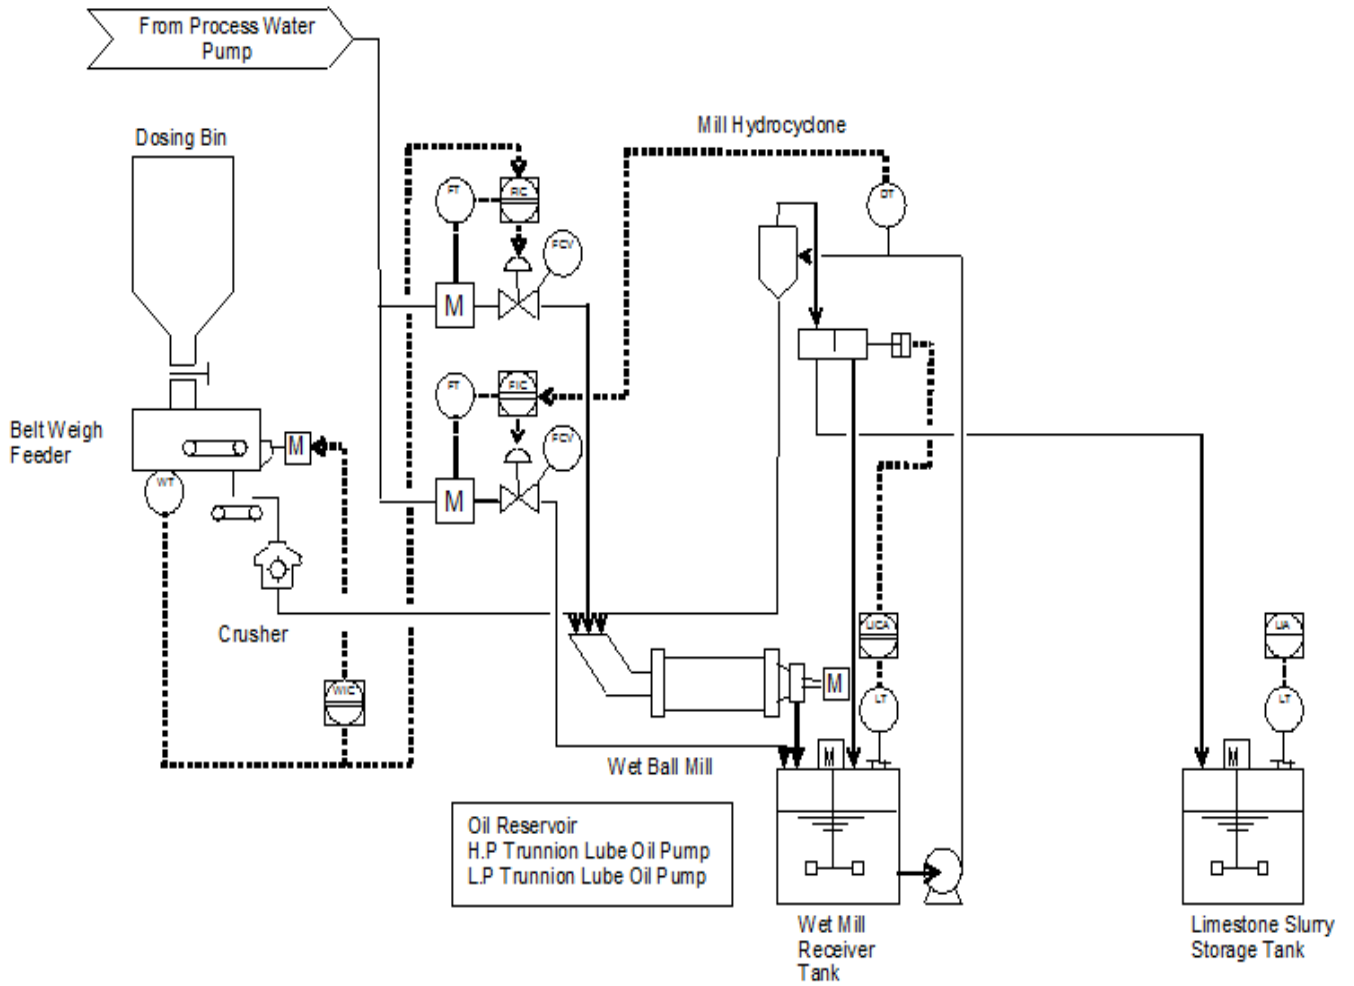 From Process Water
Pump
Mill Hydrocyclone
Dosing Bin
FT
FIC
DT
FCV
M
FT
FIC
FCV
Belt Weigh
Feeder
M
WT
M
Crusher
LICA
LIA
WIC
M
LT
LT
Wet Ball Mill
M
M
Oil Reservoir
H.P Trunnion Lube Oil Pump
L.P Trunnion Lube Oil Pump
Wet Mill
Receiver
Tank
Limestone Slurry
Storage Tank